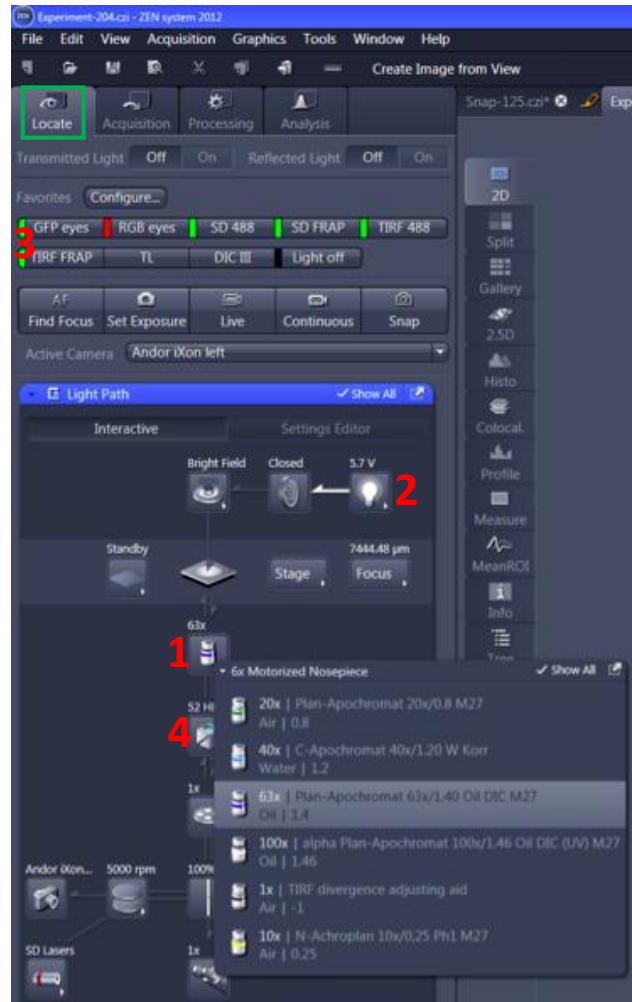 Experiment-204.czi - ZEN system 2012
File Edit View Acquisition Graphics Tools Window Help
Create Image from View
Locate Acquisition Processing Analysis
Snap-125.czi* Exp
Transmitted Light Off On Reflected Light Off On
Favorites Configure...
GFP eyes RGB eyes SD 488 SD FRAP TIRF 488
3
TIRF FRAP TL DIC III Light off
AF
Find Focus Set Exposure Live Continuous Snap
Active Camera Andor iXon left
Light Path Show All
Interactive Settings Editor
Bright Field Closed 5.7 V
2
Standby 7444.48 µm
Stage Focus
63x
1
52 HE
4
1x
Andor iXon... 5000 rpm 100%
SD Lasers 1x
6x Motorized Nosepiece Show All
20x | Plan-Apochromat 20x/0.8 M27
Air | 0.8
40x | C-Apochromat 40x/1.20 W Korr
Water | 1.2
63x | Plan-Apochromat 63x/1.40 Oil DIC M27
Oil | 1.4
100x | alpha Plan-Apochromat 100x/1.46 Oil DIC (UV) M27
Oil | 1.46
1x | TIRF divergence adjusting aid
Air | -1
10x | N-Achroplan 10x/0,25 Ph1 M27
Air | 0.25
2D
Split
Gallery
2.5D
Histo
Colocal.
Profile
Measure
MeanROI
Info
Tree